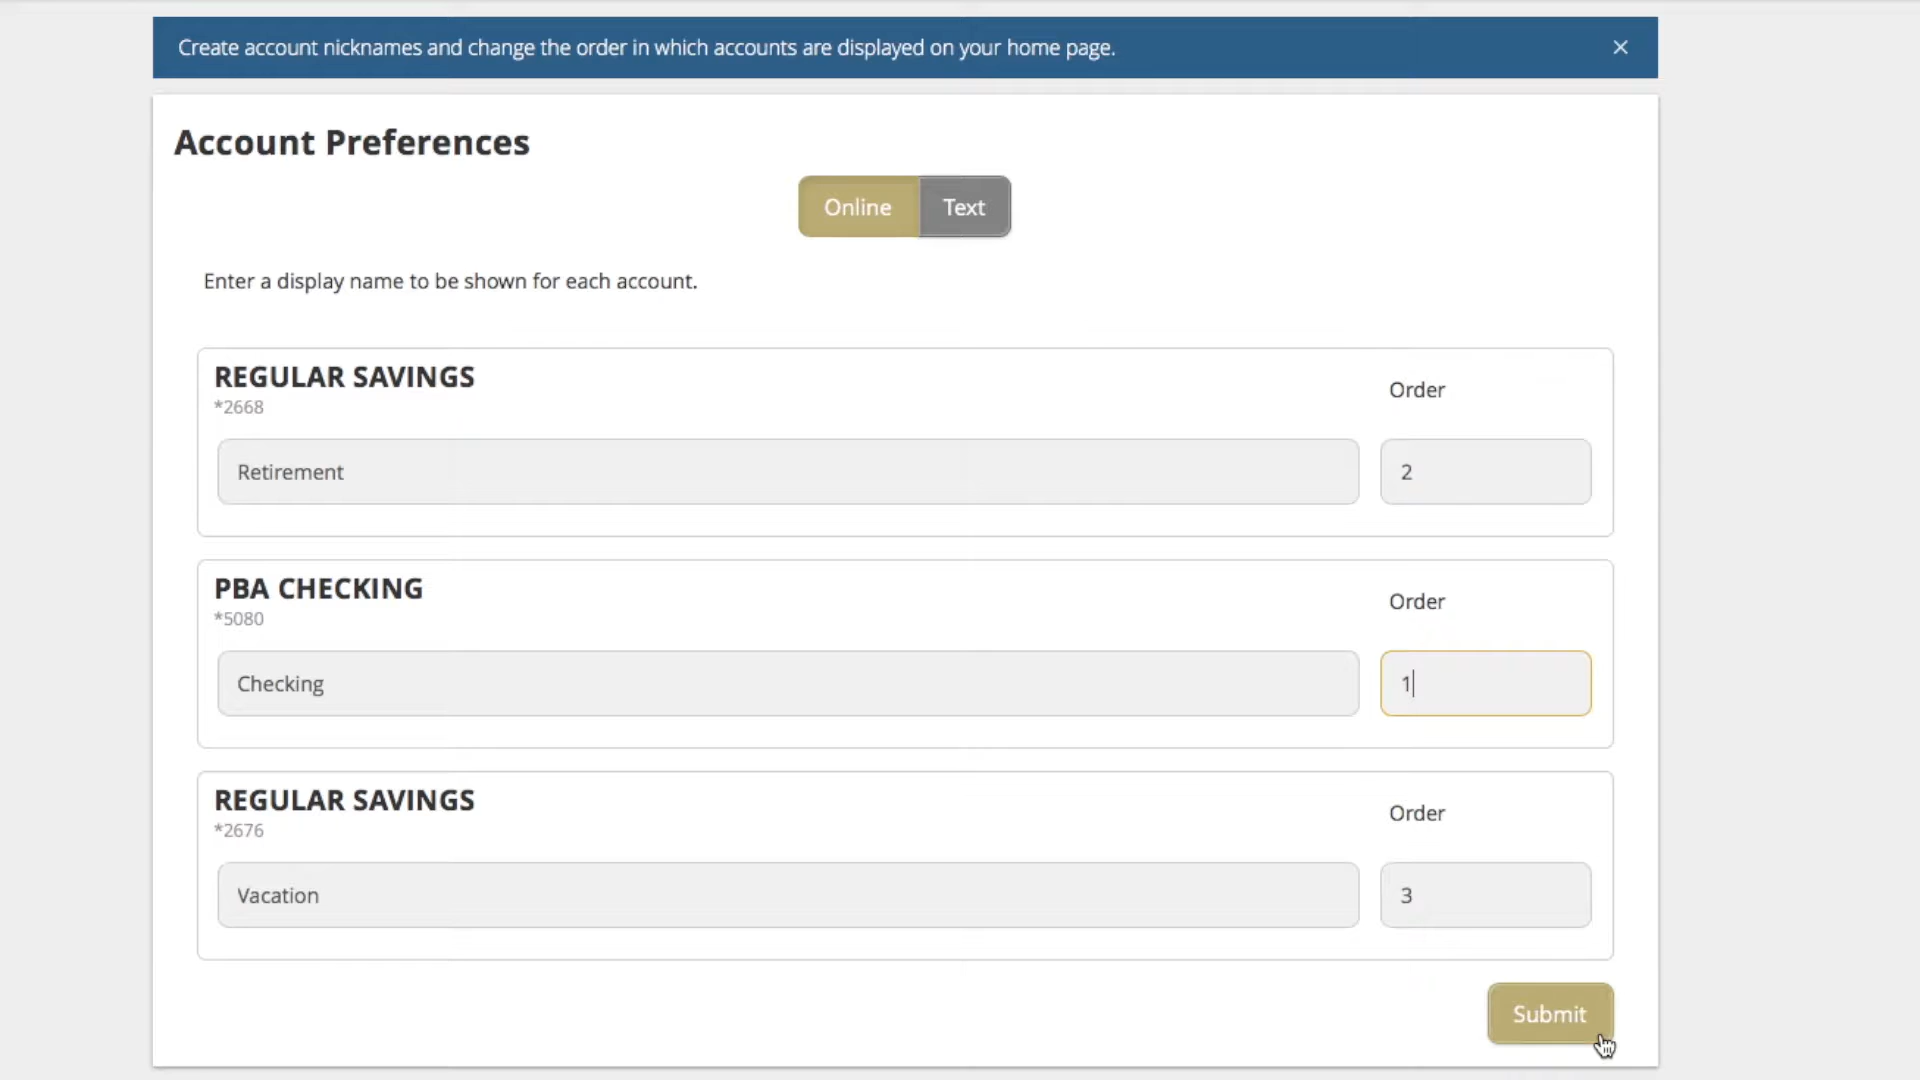 Create account nicknames and change the order in which accounts are displayed on your home page.
Account Preferences
Online Text
Enter a display name to be shown for each account.
REGULAR SAVINGS
*2668
Order
Retirement 2
PBA CHECKING
*5080
Order
Checking 1
REGULAR SAVINGS
*2676
Order
Vacation 3
Submit